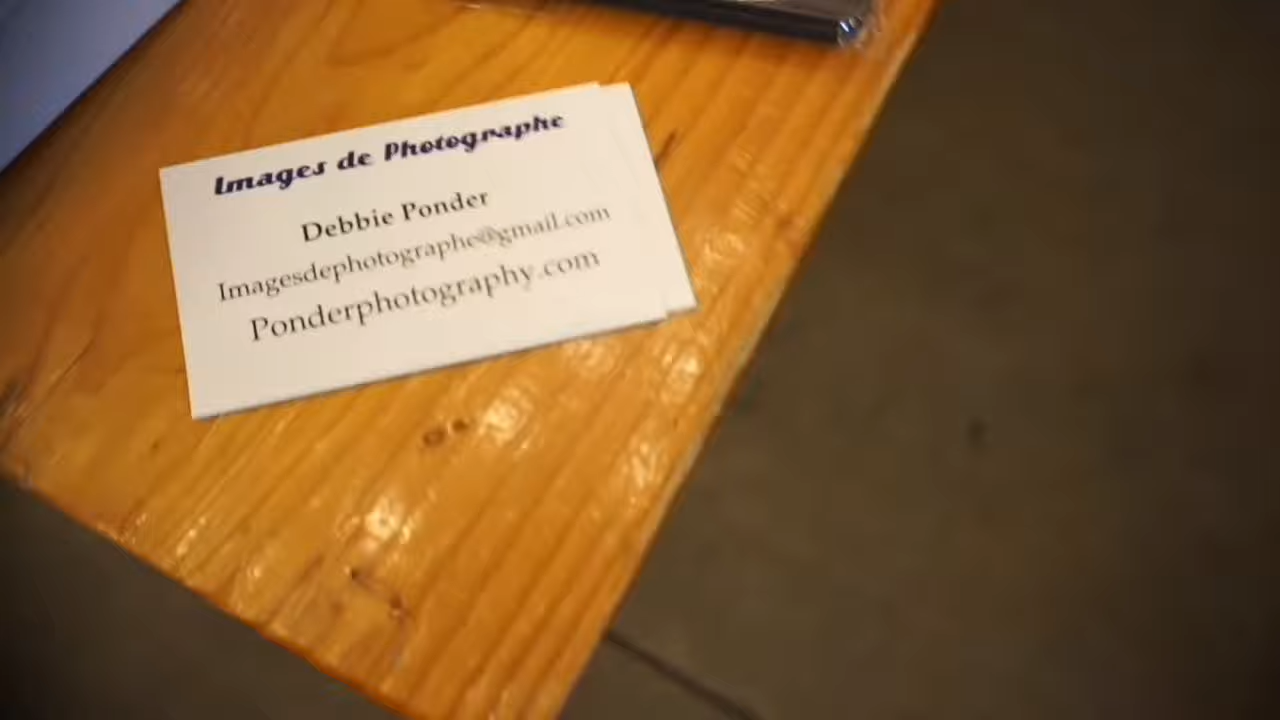 Images de Photographe
Debbie Ponder
Imagesdephotographe@gmail.com
Ponderphotography.com